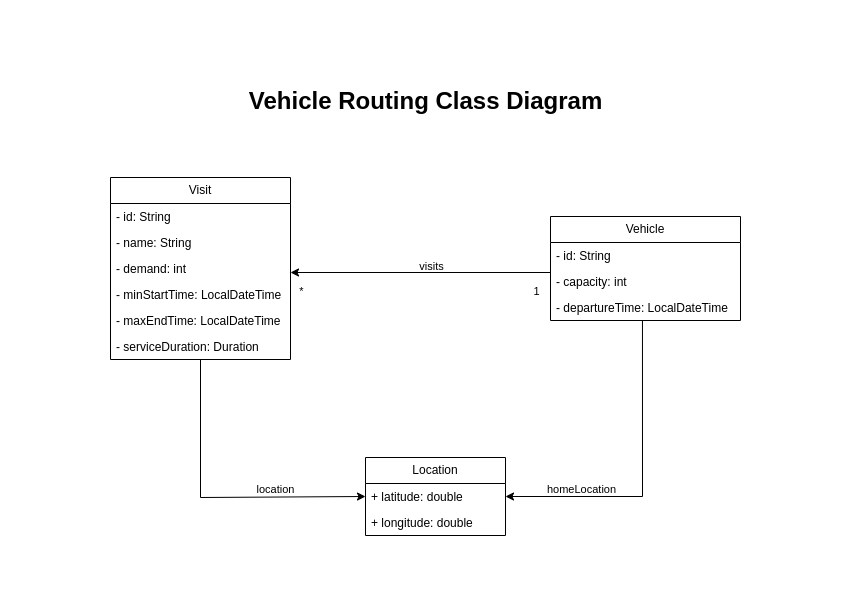 Vehicle Routing Class Diagram
Visit
- id: String
- name: String
- demand: int
- minStartTime: LocalDateTime
- maxEndTime: LocalDateTime
- serviceDuration: Duration
visits
*
1
Vehicle
- id: String
- capacity: int
- departureTime: LocalDateTime
location
Location
+ latitude: double
+ longitude: double
homeLocation